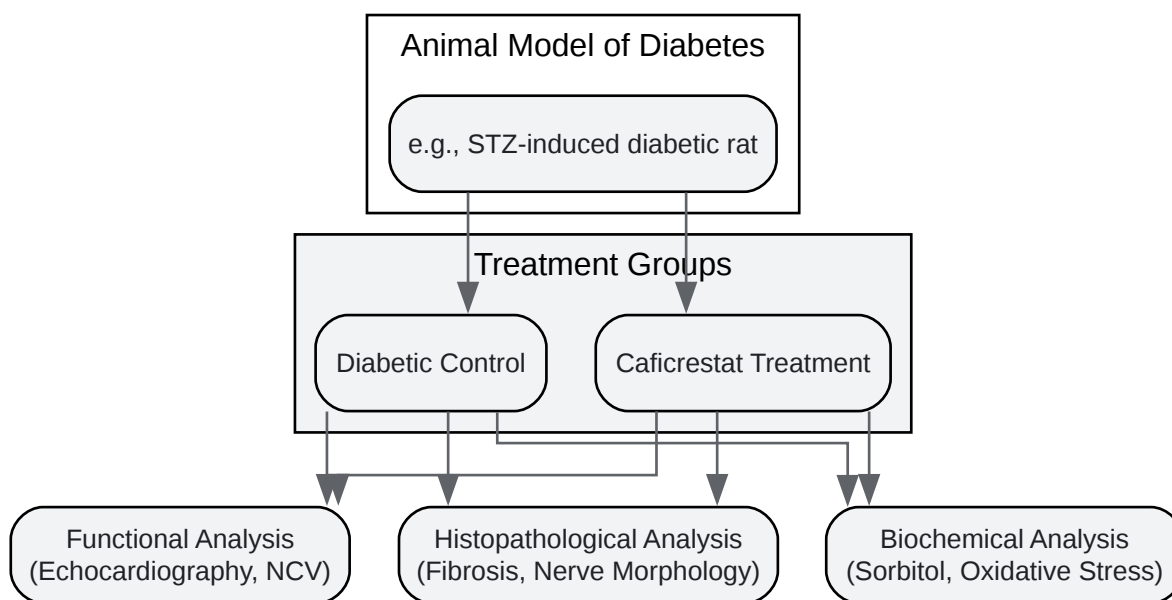 Animal Model of Diabetes
e.g., STZ-induced diabetic rat
Treatment Groups
Diabetic Control
Caficrestat Treatment
Functional Analysis
(Echocardiography, NCV)
Histopathological Analysis
(Fibrosis, Nerve Morphology)
Biochemical Analysis
(Sorbitol, Oxidative Stress)